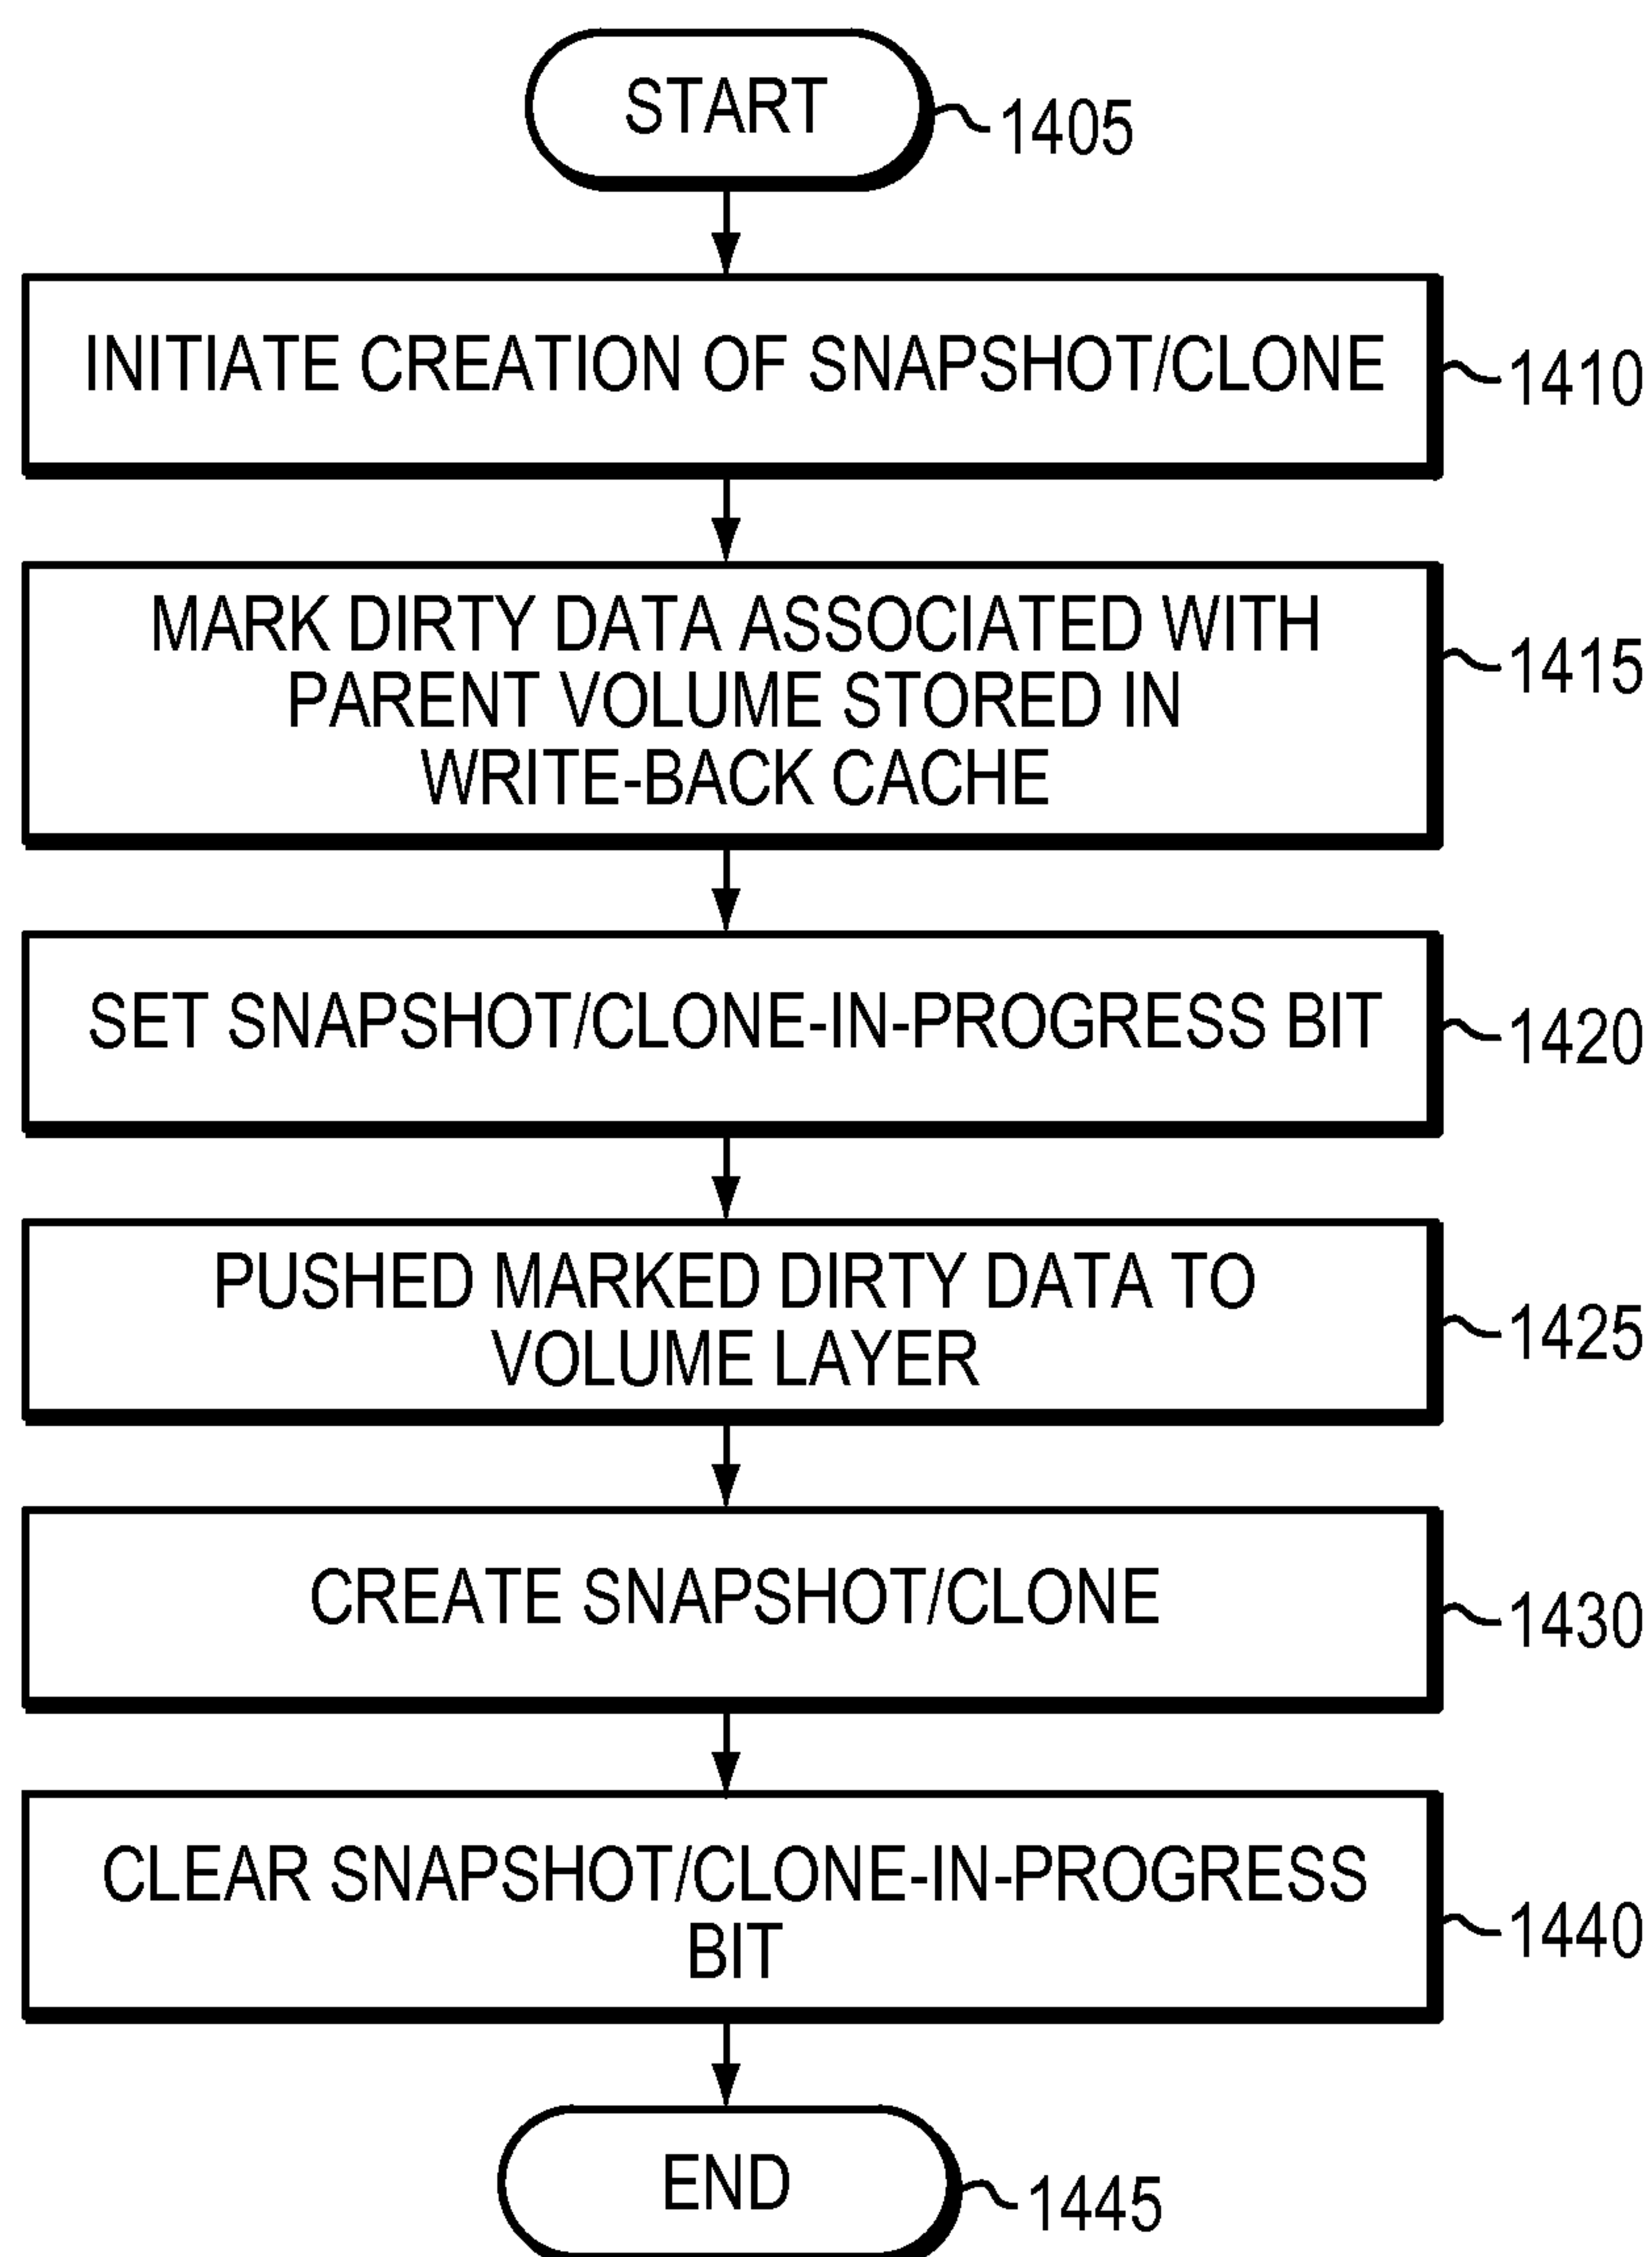 START
1405
INITIATE CREATION OF SNAPSHOT/CLONE
1410
MARK DIRTY DATA ASSOCIATED WITH
PARENT VOLUME STORED IN
WRITE-BACK CACHE
1415
SET SNAPSHOT/CLONE-IN-PROGRESS BIT
1420
PUSHED MARKED DIRTY DATA TO
VOLUME LAYER
1425
CREATE SNAPSHOT/CLONE
1430
CLEAR SNAPSHOT/CLONE-IN-PROGRESS
BIT
1440
END
1445